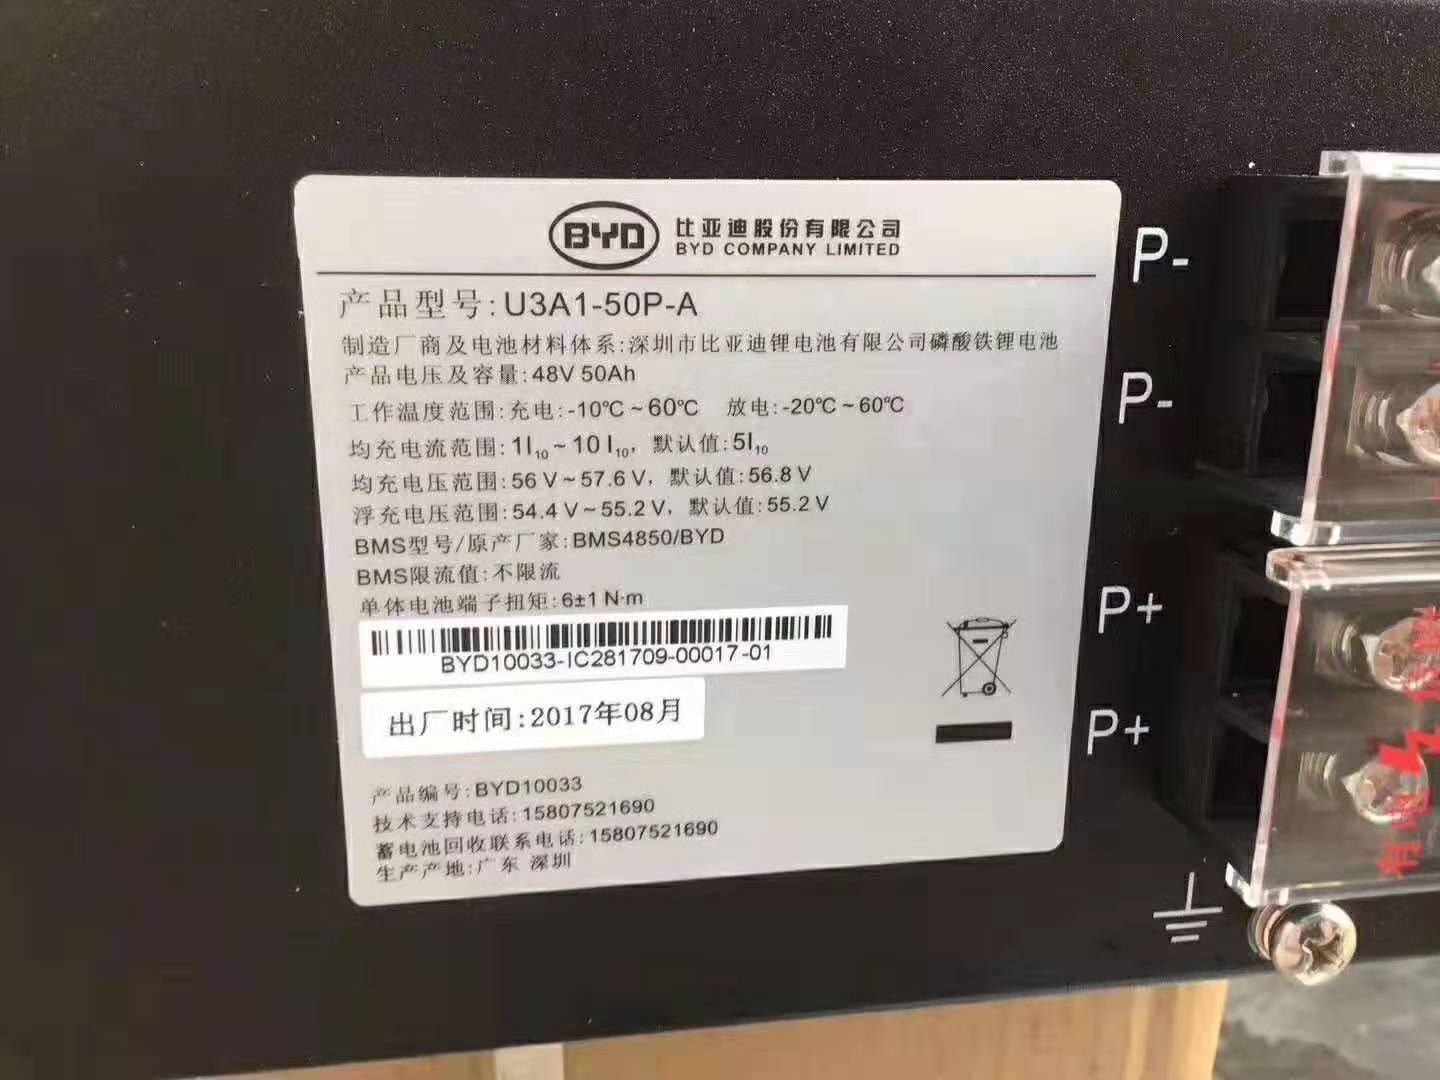 BYD 比亚迪股份有限公司
BYD COMPANY LIMITED
产品型号:U3A1-50P-A
制造厂商及电池材料体系:深圳市比亚迪锂电池有限公司磷酸铁锂电池
产品电压及容量:48V 50Ah
工作温度范围:充电:-10℃~60℃ 放电:-20℃~60℃
均充电流范围:1I10~10 I10, 默认值:5I10
均充电压范围:56 V~57.6 V, 默认值:56.8 V
浮充电压范围:54.4 V~55.2 V, 默认值:55.2 V
BMS型号/原产厂家:BMS4850/BYD
BMS限流值:不限流
单体电池端子扭矩:6±1 N·m
BYD10033-IC281709-00017-01
出厂时间:2017年08月
产品编号:BYD10033
技术支持电话:15807521690
蓄电池回收联系电话:15807521690
生产产地:广东 深圳
P-
P-
P+
P+